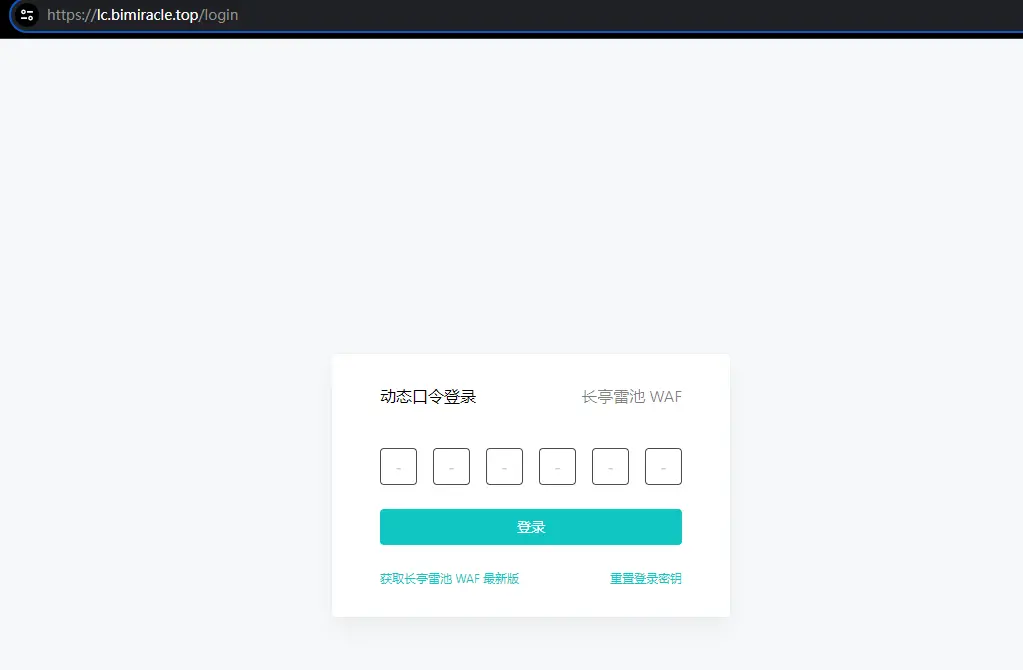 https://lc.bimiracle.top/login
动态口令登录 长亭雷池 WAF
- - - - - -
登录
获取长亭雷池 WAF 最新版 重置登录密钥